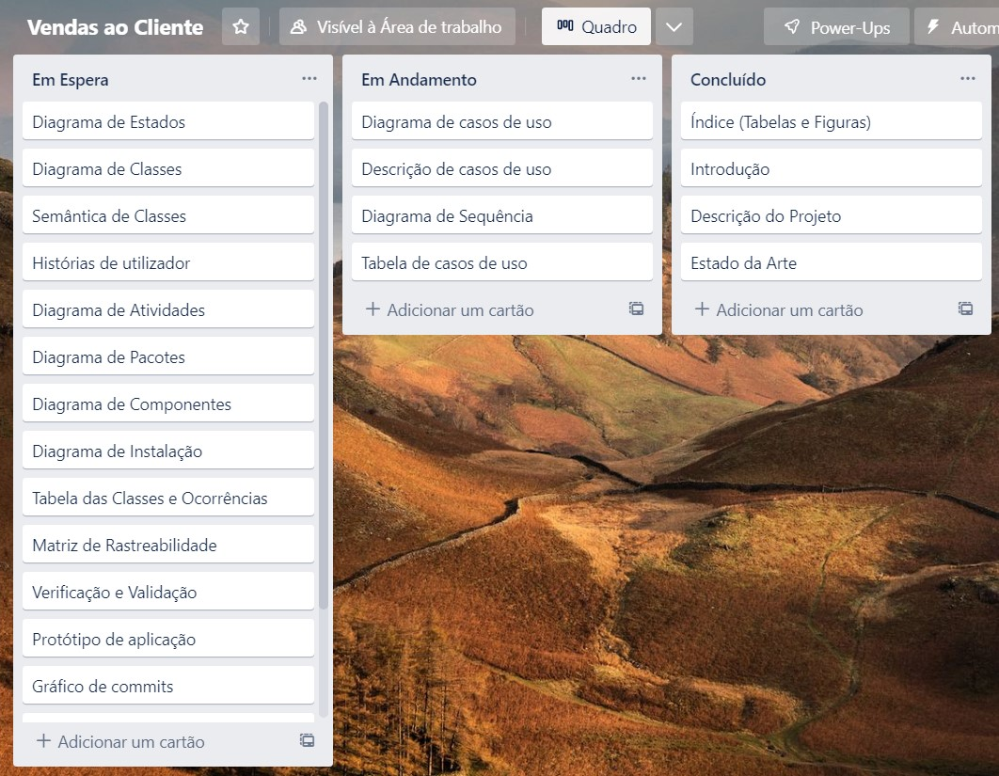 Vendas ao Cliente
Visível à Área de trabalho
Quadro
Power-Ups
Autom
Em Espera
Diagrama de Estados
Diagrama de Classes
Semântica de Classes
Histórias de utilizador
Diagrama de Atividades
Diagrama de Pacotes
Diagrama de Componentes
Diagrama de Instalação
Tabela das Classes e Ocorrências
Matriz de Rastreabilidade
Verificação e Validação
Protótipo de aplicação
Gráfico de commits
Adicionar um cartão
Em Andamento
Diagrama de casos de uso
Descrição de casos de uso
Diagrama de Sequência
Tabela de casos de uso
Adicionar um cartão
Concluído
Índice (Tabelas e Figuras)
Introdução
Descrição do Projeto
Estado da Arte
Adicionar um cartão